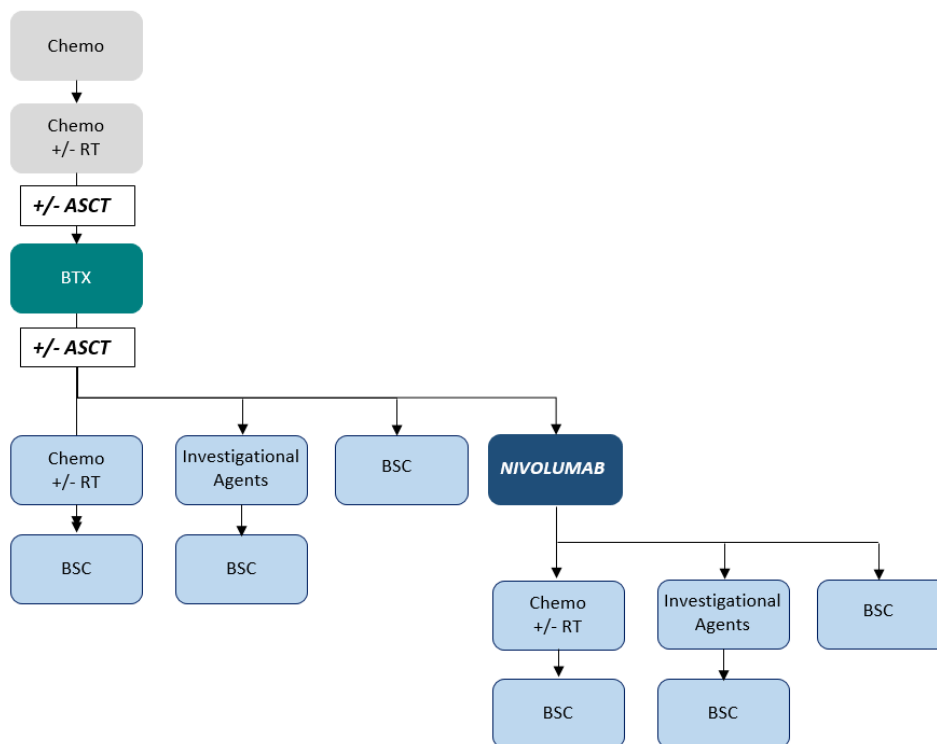 Chemo
Chemo
+/- RT
+/- ASCT
BTX
+/- ASCT
Chemo
+/- RT
Investigational
Agents
BSC
NIVOLUMAB
BSC
BSC
Chemo
+/- RT
Investigational
Agents
BSC
BSC
BSC